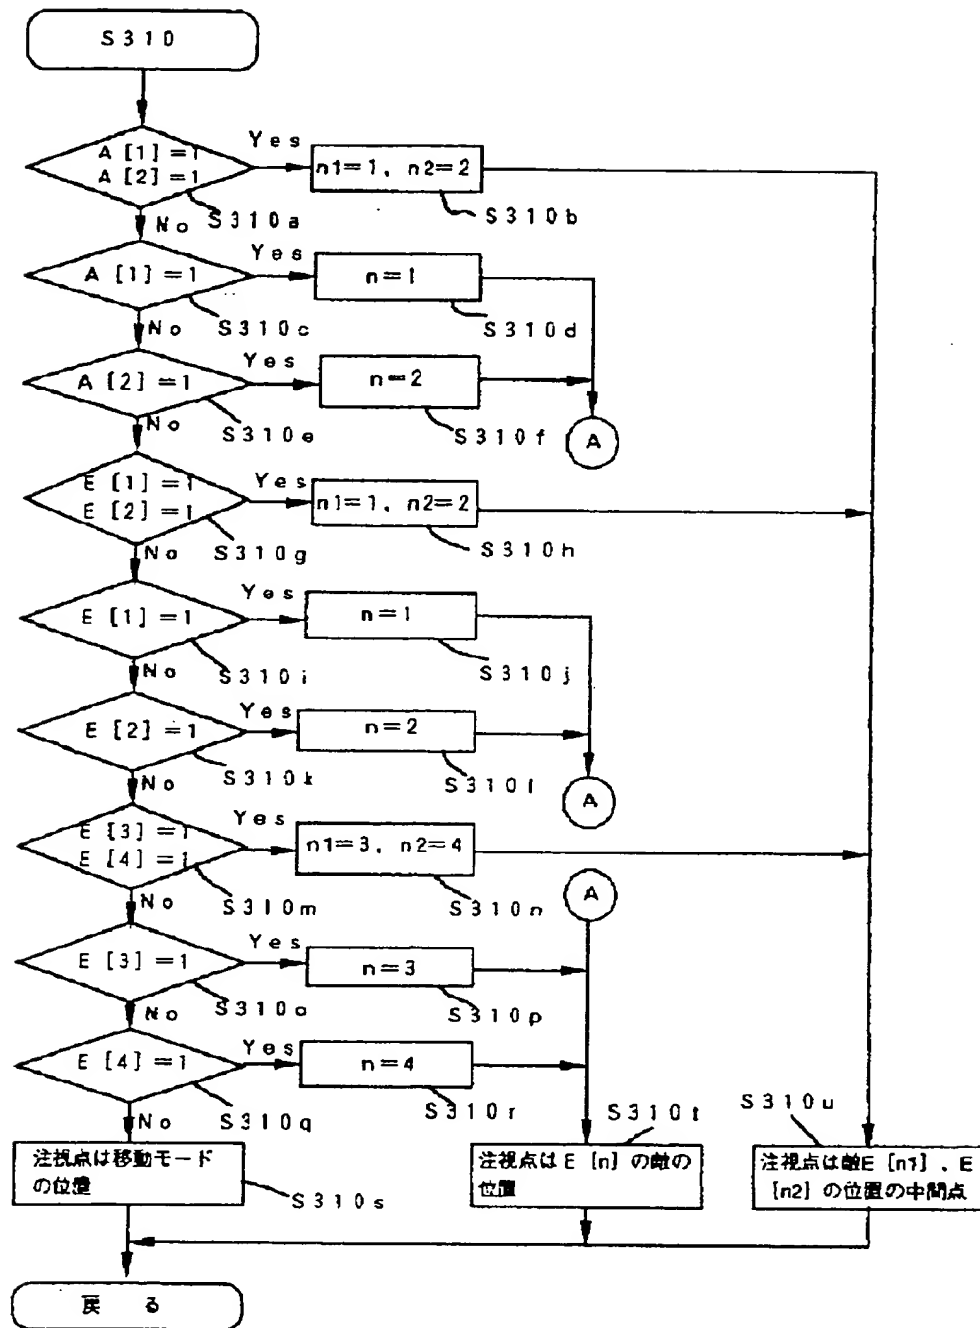 S310
A [1] =1
A [2] =1
Yes
n1=1, n2=2
S310a
S310b
No
A [1] =1
Yes
n=1
S310c
S310d
No
A [2] =1
Yes
n=2
S310e
S310f
A
No
E [1] =1
E [2] =1
Yes
n1=1, n2=2
S310g
S310h
No
E [1] =1
Yes
n=1
S310i
S310j
No
E [2] =1
Yes
n=2
S310k
S310l
A
No
E [3] =1
E [4] =1
Yes
n1=3, n2=4
S310m
S310n
A
No
E [3] =1
Yes
n=3
S310o
S310p
No
E [4] =1
Yes
n=4
S310q
S310r
S310t
S310u
No
注視点は移動モード
の位置
S310s
注視点はE [n] の敵の
位置
注視点は敵E [n1] 、E
[n2] の位置の中間点
戻 る